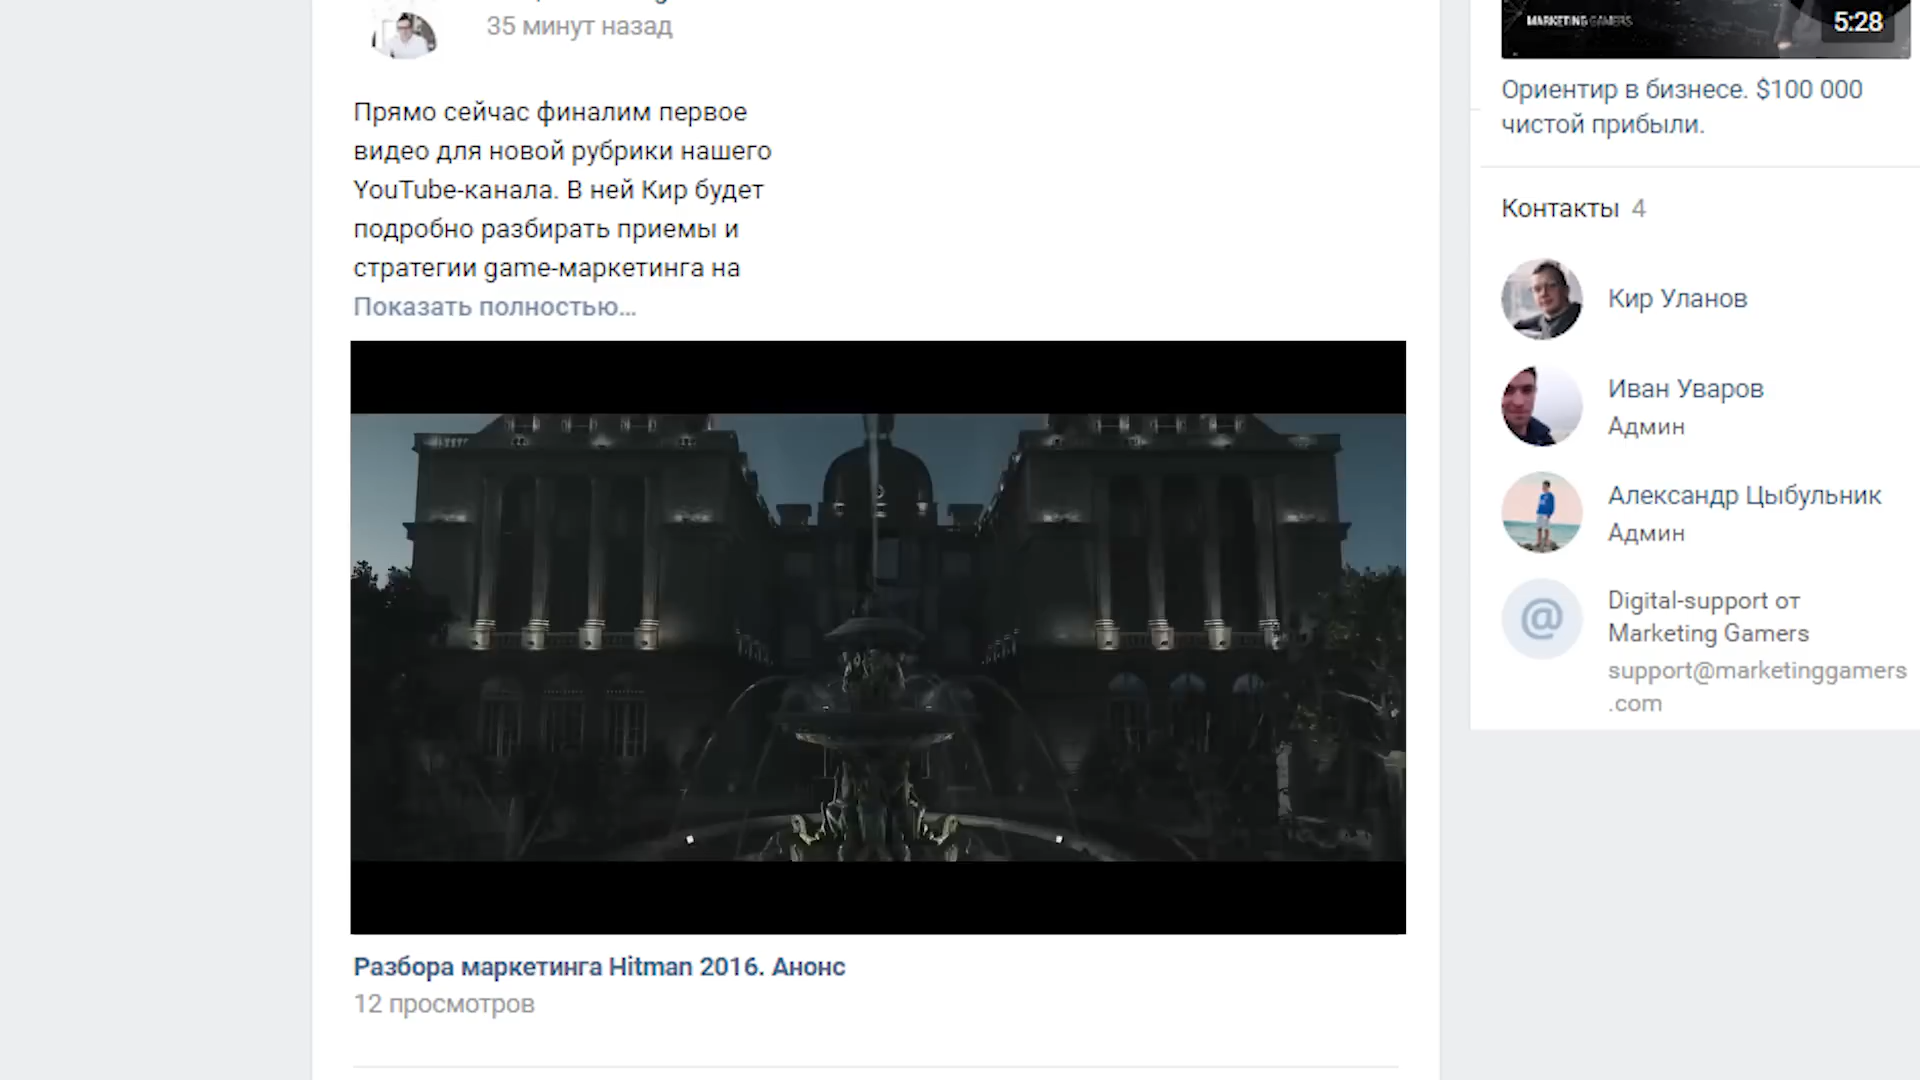 35 минут назад
Прямо сейчас финалим первое
видео для новой рубрики нашего
YouTube-канала. В ней Кир будет
подробно разбирать приемы и
стратегии game-маркетинга на
Показать полностью...
Разбора маркетинга Hitman 2016. Анонс
12 просмотров
MARKETING GAMERS
5:28
Ориентир в бизнесе. $100 000
чистой прибыли.
Контакты 4
Кир Уланов
Иван Уваров
Админ
Александр Цыбульник
Админ
@
Digital-support от
Marketing Gamers
support@marketinggamers
.com